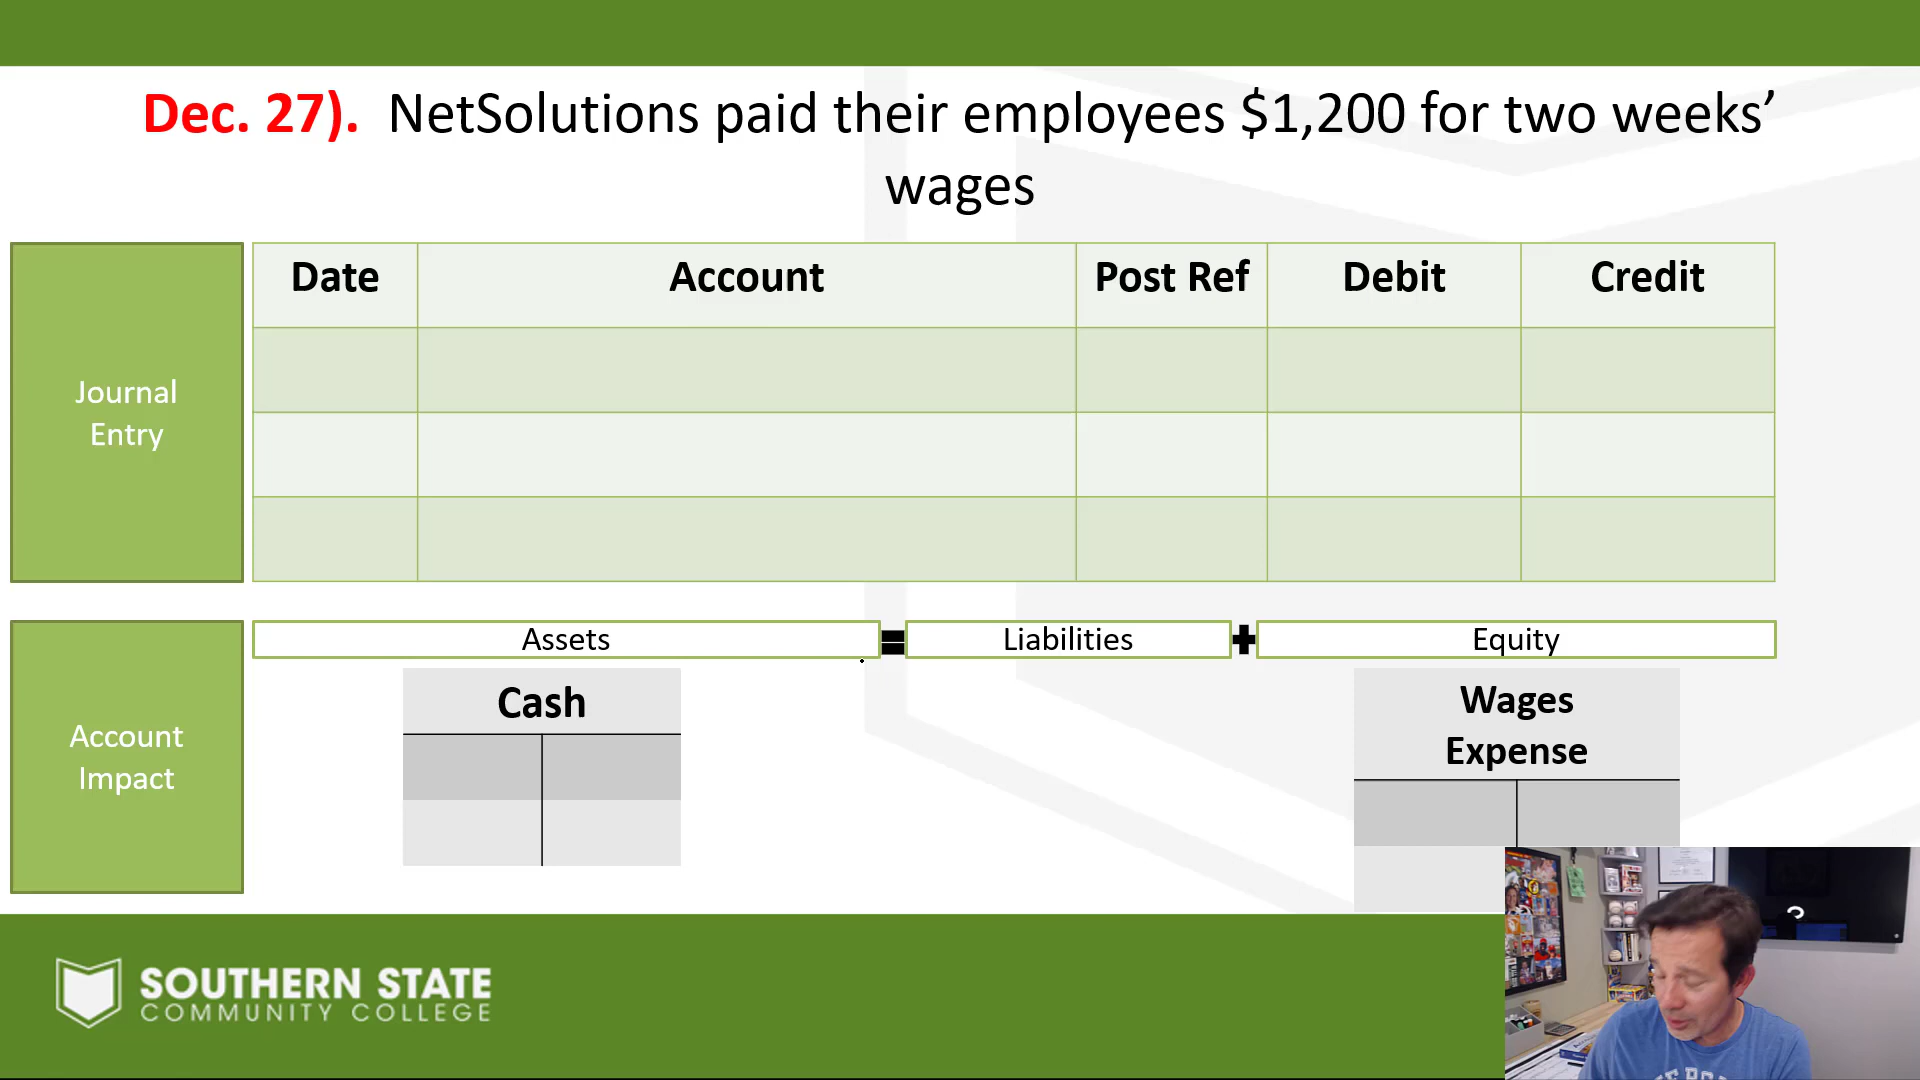 Dec. 27). NetSolutions paid their employees $1,200 for two weeks’
wages
Date Account Post Ref Debit Credit
Journal
Entry
Assets = Liabilities + Equity
Cash
Wages
Expense
Account
Impact
SOUTHERN STATE
COMMUNITY COLLEGE